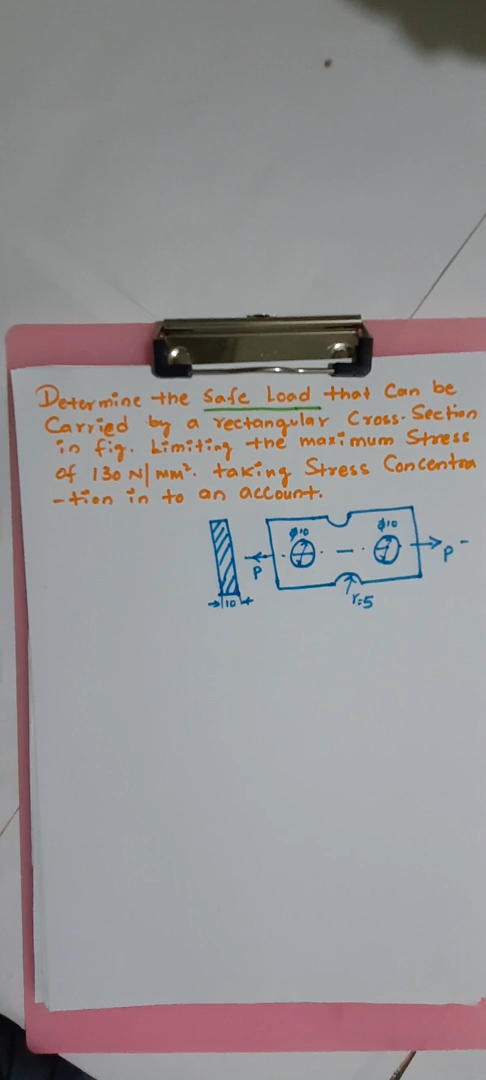 Determine the Safe Load that Can be
Carried by a rectangular Cross-Section
in fig. Limiting the maximum Stress
of 130 N/mm². taking Stress Concentra
-tion in to an account.
ϕ10
ϕ10
P
P
10
r=5